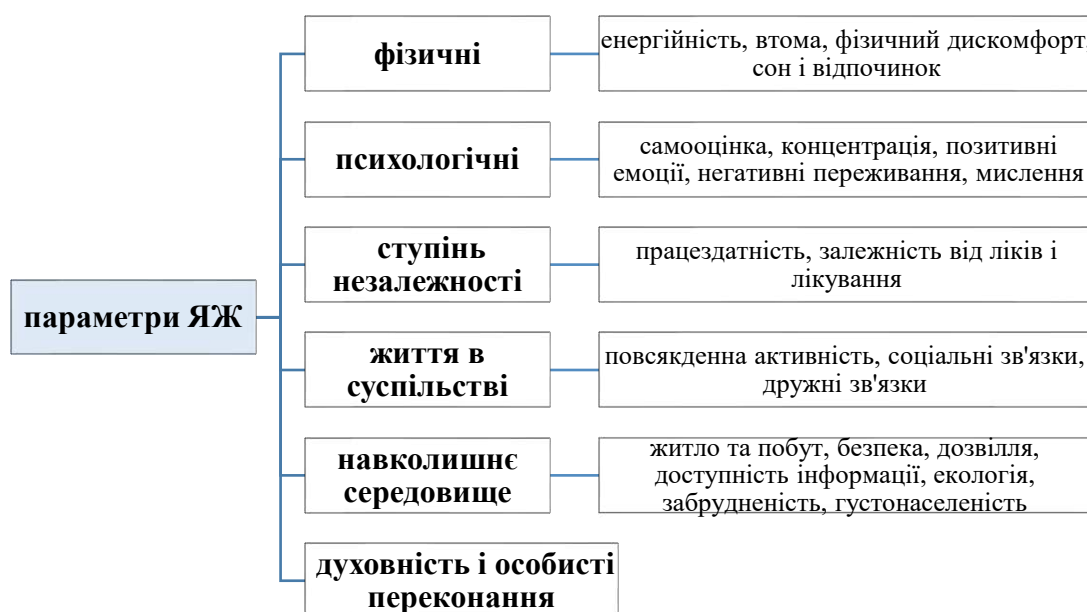 фізичні
енергійність, втома, фізичний дискомфорт,
сон і відпочинок
психологічні
самооцінка, концентрація, позитивні
емоції, негативні переживання, мислення
ступінь
незалежності
працездатність, залежність від ліків і
лікування
параметри ЯЖ
життя в
суспільстві
повсякденна активність, соціальні зв'язки,
дружні зв'язки
навколишнє
середовище
житло та побут, безпека, дозвілля,
доступність інформації, екологія,
забрудненість, густонаселеність
духовність і особисті
переконання